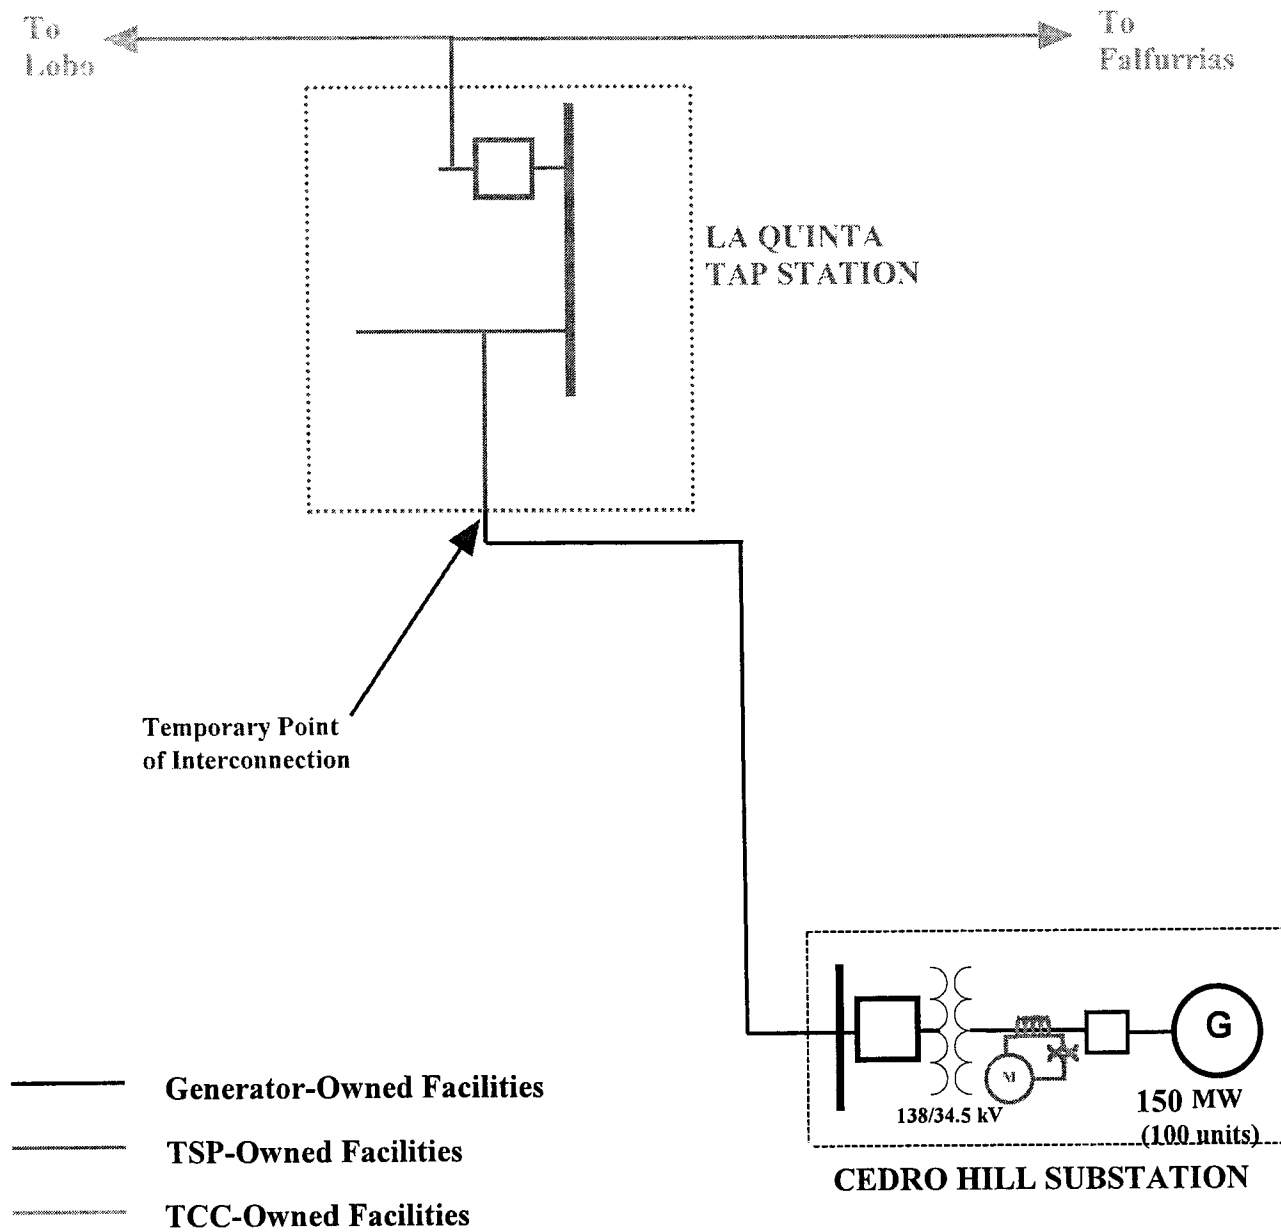 To
Lobo
To
Falfurrias
LA QUINTA
TAP STATION
Temporary Point
of Interconnection
G
M
138/34.5 kV
150 MW
(100 units)
CEDRO HILL SUBSTATION
Generator-Owned Facilities
TSP-Owned Facilities
TCC-Owned Facilities